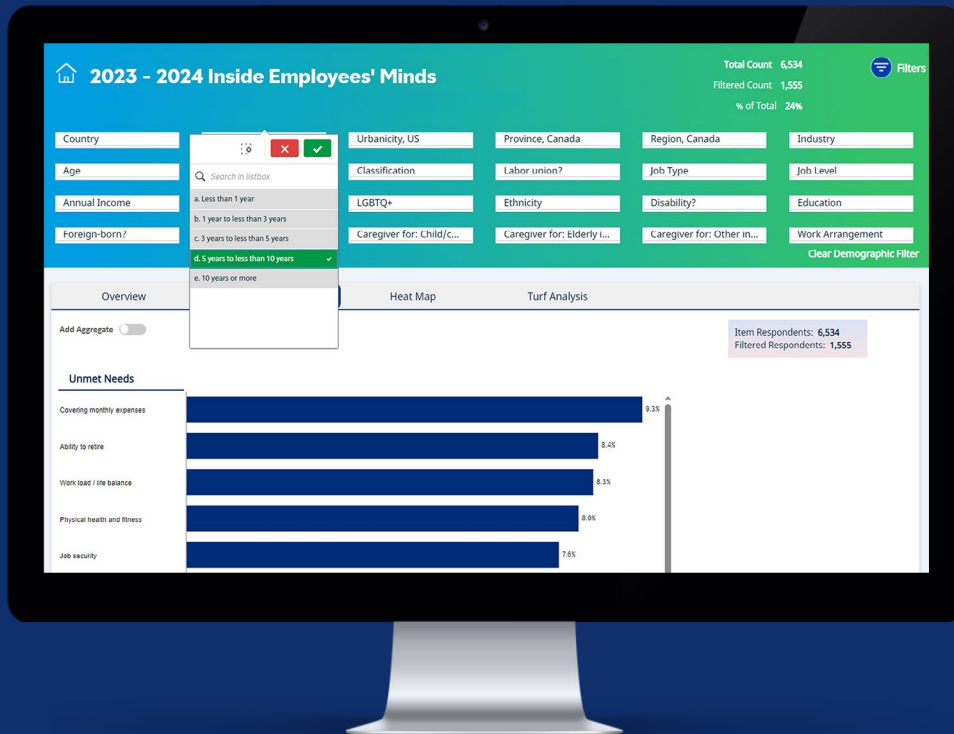 2023 - 2024 Inside Employees' Minds
Total Count 6,534
Filtered Count 1,555
% of Total 24%
Filters
Country
Urbanicity, US
Province, Canada
Region, Canada
Industry
Age
Classification
Labor union?
Job Type
Job Level
Annual Income
LGBTQ+
Ethnicity
Disability?
Education
Foreign-born?
Caregiver for: Child/c...
Caregiver for: Elderly i...
Caregiver for: Other in...
Work Arrangement
Clear Demographic Filter
Search in listbox
a. Less than 1 year
b. 1 year to less than 3 years
c. 3 years to less than 5 years
d. 5 years to less than 10 years
e. 10 years or more
Overview
Heat Map
Turf Analysis
Add Aggregate
Item Respondents: 6,534
Filtered Respondents: 1,555
Unmet Needs
Covering monthly expenses 9.3%
Ability to retire 8.4%
Work load / life balance 8.3%
Physical health and fitness 8.0%
Job security 7.6%